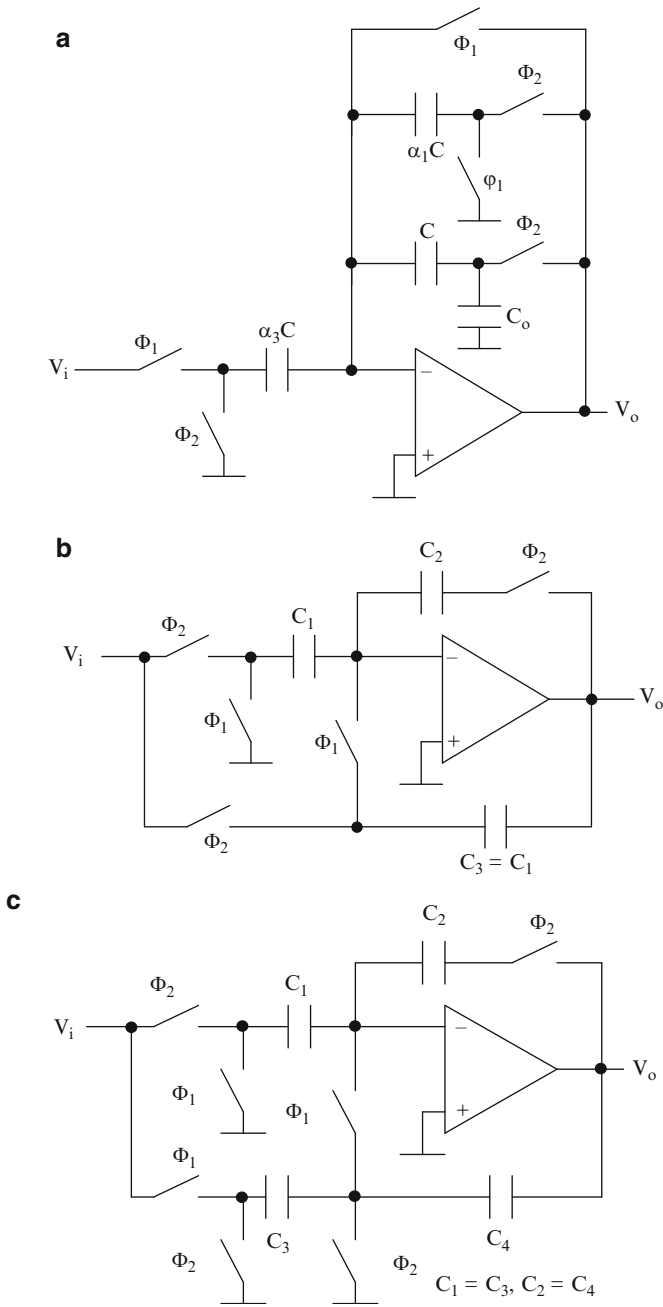 a
Φ₁
Φ₂
α₁C
φ₁
C
Φ₂
Cₒ
α₃C
Φ₁
Vᵢ
−
Vₒ
Φ₂
+
b
C₂
Φ₂
C₁
Φ₂
Vᵢ
−
Vₒ
Φ₁
Φ₁
+
Φ₂
C₃ = C₁
c
C₂
Φ₂
C₁
Φ₂
Vᵢ
−
Vₒ
Φ₁
Φ₁
+
Φ₁
C₃
C₄
Φ₂
Φ₂
C₁ = C₃, C₂ = C₄